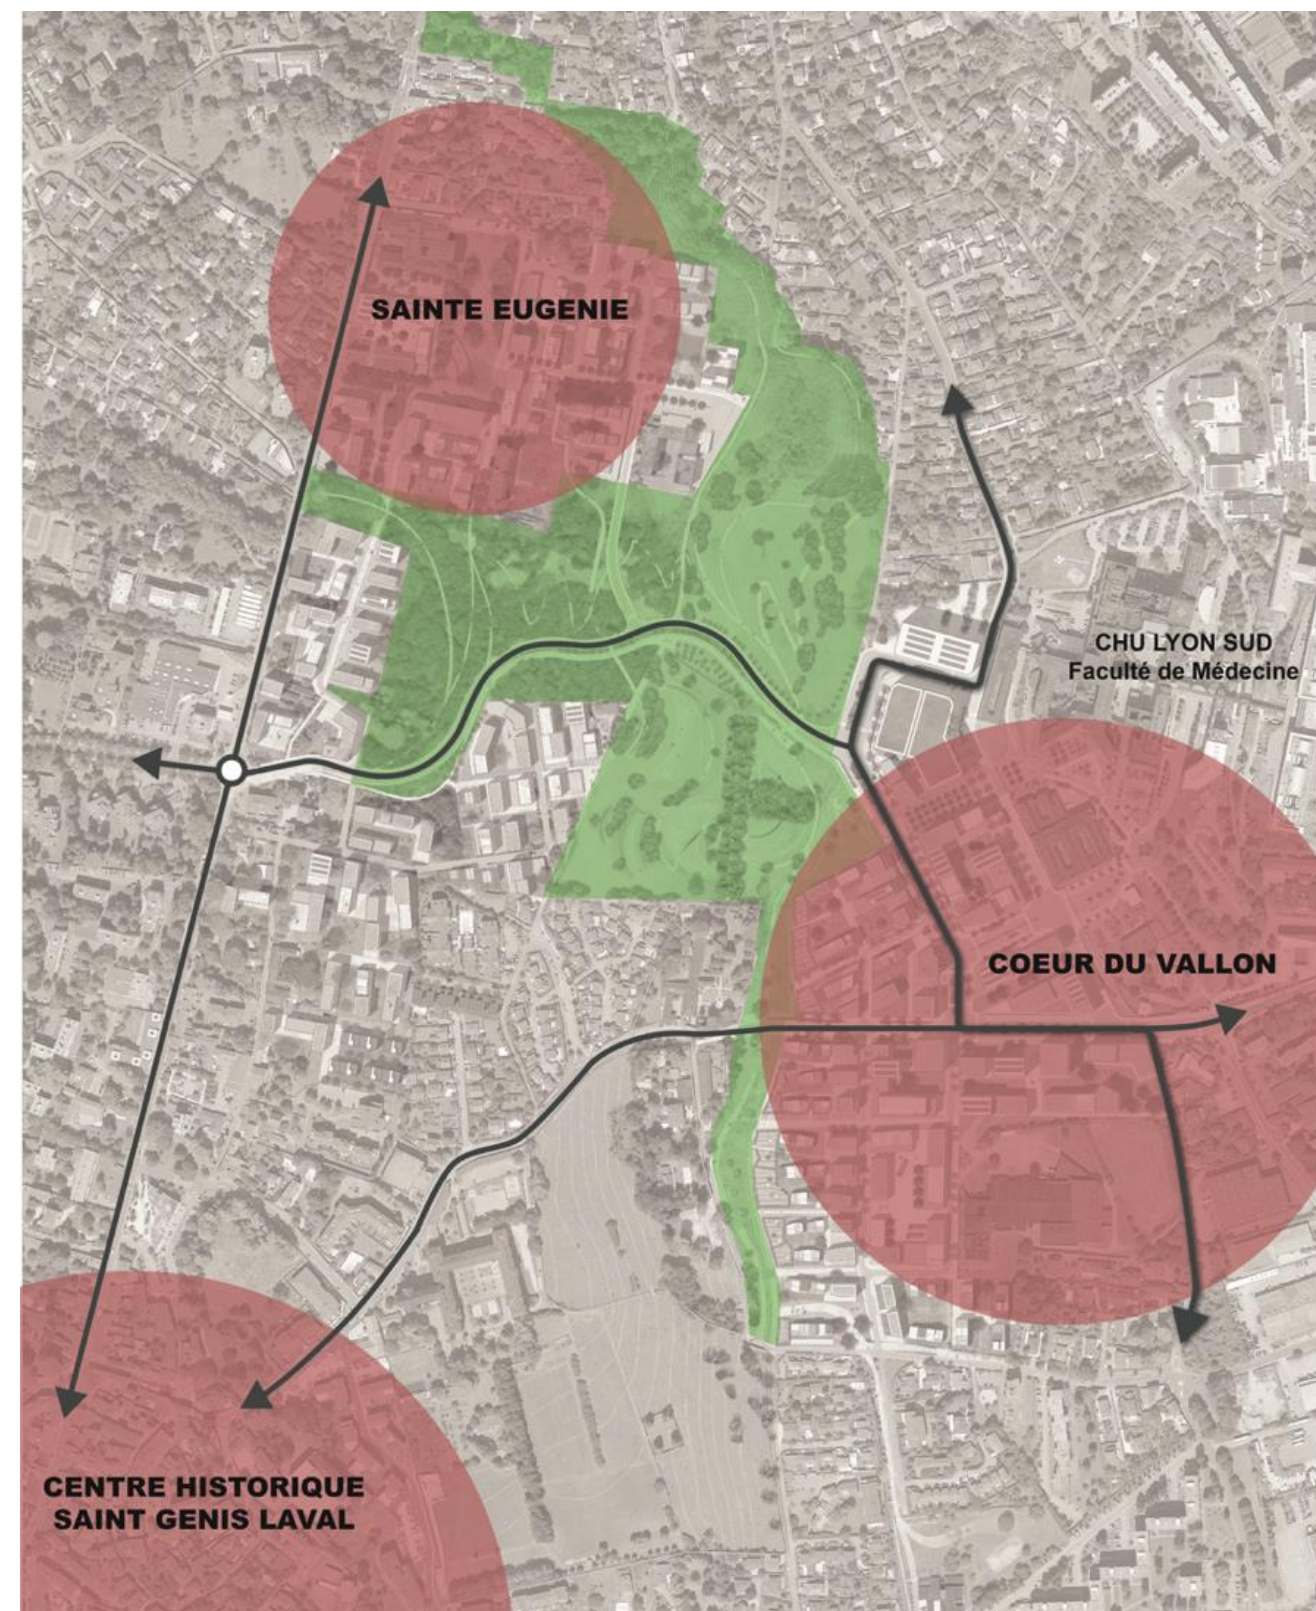 SAINTE EUGENIE
CHU LYON SUD
Faculté de Médecine
COEUR DU VALLON
CENTRE HISTORIQUE
SAINT GENIS LAVAL